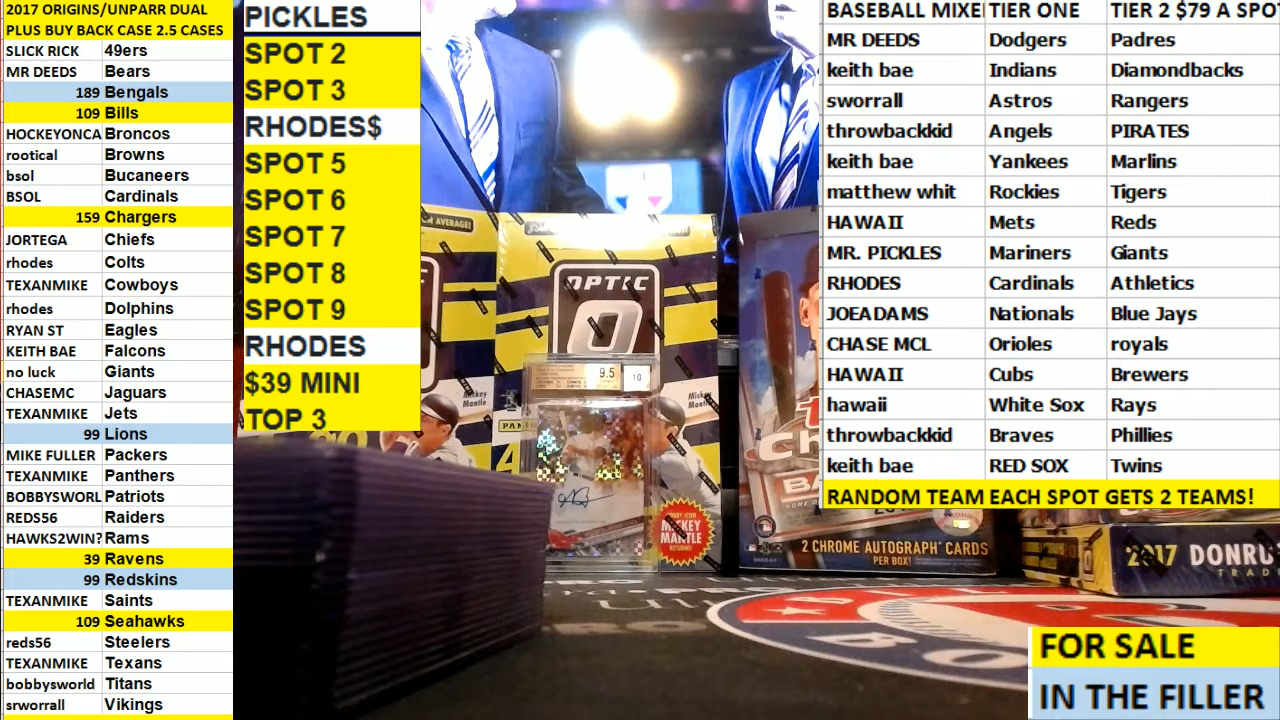 2017 ORIGINS/UNPARR DUAL
PLUS BUY BACK CASE 2.5 CASES
SLICK RICK 49ers
MR DEEDS Bears
189 Bengals
109 Bills
HOCKEYONCA Broncos
rootical Browns
bsol Bucaneers
BSOL Cardinals
159 Chargers
JORTEGA Chiefs
rhodes Colts
TEXANMIKE Cowboys
rhodes Dolphins
RYAN ST Eagles
KEITH BAE Falcons
no luck Giants
CHASEMC Jaguars
TEXANMIKE Jets
99 Lions
MIKE FULLER Packers
TEXANMIKE Panthers
BOBBYSWORL Patriots
REDS56 Raiders
HAWKS2WIN? Rams
39 Ravens
99 Redskins
TEXANMIKE Saints
109 Seahawks
reds56 Steelers
TEXANMIKE Texans
bobbysworld Titans
srworrall Vikings
PICKLES
SPOT 2
SPOT 3
RHODES$
SPOT 5
SPOT 6
SPOT 7
SPOT 8
SPOT 9
RHODES
$39 MINI
TOP 3
AVERAGE!
OPTIC
9.5 10
Mickey
Mantle
Mickey
Mantle
PANI
MICKEY
MANTLE
RETURNS!
2 CHROME AUTOGRAPH CARDS
PER BOX!
2017 DONRU
TRAD
BO
BASEBALL MIXE TIER ONE TIER 2 $79 A SPOT
MR DEEDS Dodgers Padres
keith bae Indians Diamondbacks
sworrall Astros Rangers
throwbackkid Angels PIRATES
keith bae Yankees Marlins
matthew whit Rockies Tigers
HAWAII Mets Reds
MR. PICKLES Mariners Giants
RHODES Cardinals Athletics
JOEADAMS Nationals Blue Jays
CHASE MCL Orioles royals
HAWAII Cubs Brewers
hawaii White Sox Rays
throwbackkid Braves Phillies
keith bae RED SOX Twins
RANDOM TEAM EACH SPOT GETS 2 TEAMS!
FOR SALE
IN THE FILLER